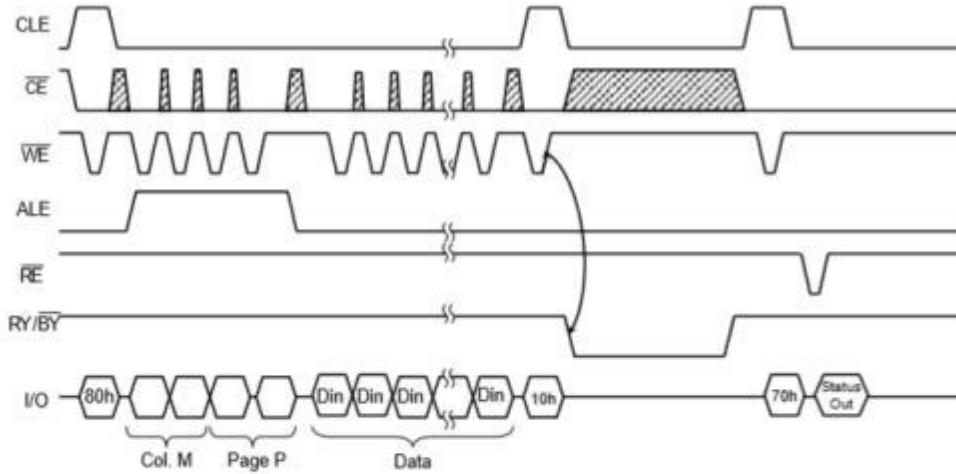 CLE
CE
WE
ALE
RE
RY/BY
I/O
80h Din Din Din Din 10h 70h Status
Out
Col. M Page P Data